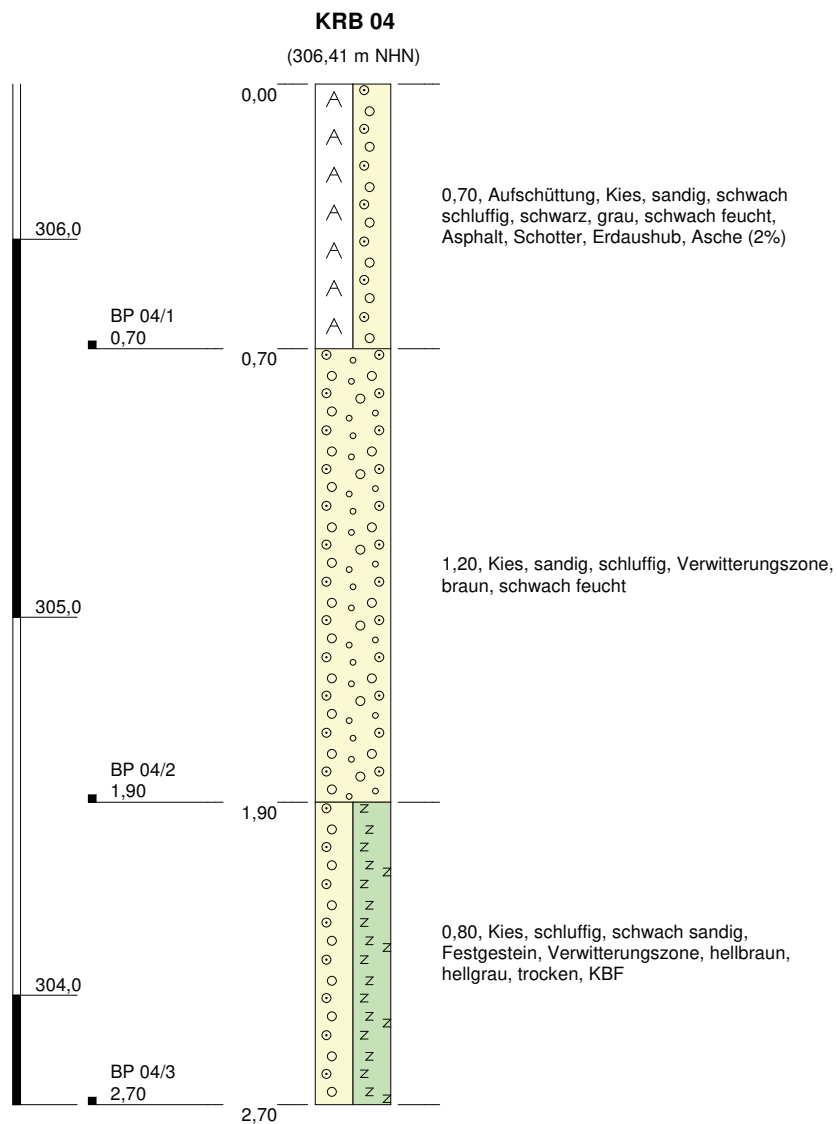 KRB 04
(306,41 m NHN)
0,00
0,70, Aufschüttung, Kies, sandig, schwach
schluffig, schwarz, grau, schwach feucht,
Asphalt, Schotter, Erdaushub, Asche (2%)
306,0
BP 04/1
0,70
0,70
1,20, Kies, sandig, schluffig, Verwitterungszone,
braun, schwach feucht
305,0
BP 04/2
1,90
1,90
0,80, Kies, schluffig, schwach sandig,
Festgestein, Verwitterungszone, hellbraun,
hellgrau, trocken, KBF
304,0
BP 04/3
2,70
2,70